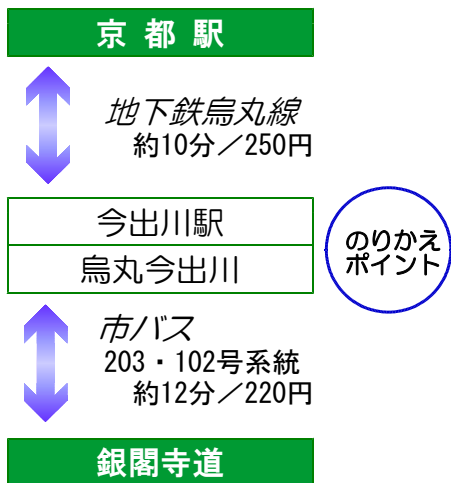 京都駅
地下鉄烏丸線
約10分／250円
今出川駅
烏丸今出川
のりかえ
ポイント
市バス
203・102号系統
約12分／220円
銀閣寺道